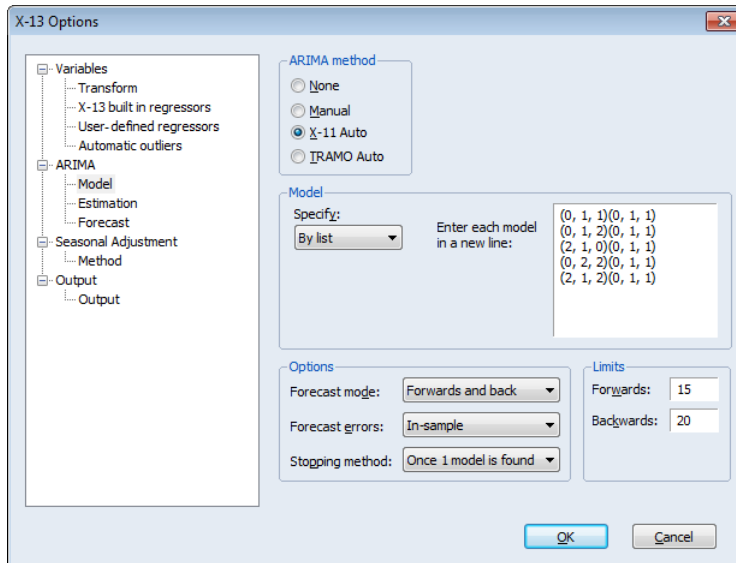 X-13 Options
Variables
Transform
X-13 built in regressors
User-defined regressors
Automatic outliers
ARIMA
Model
Estimation
Forecast
Seasonal Adjustment
Method
Output
Output
ARIMA method
None
Manual
X-11 Auto
TRAMO Auto
Model
Specify:
By list
Enter each model
in a new line:
(0, 1, 1)(0, 1, 1)
(0, 1, 2)(0, 1, 1)
(2, 1, 0)(0, 1, 1)
(0, 2, 2)(0, 1, 1)
(2, 1, 2)(0, 1, 1)
Options
Forecast mode: Forwards and back
Forecast errors: In-sample
Stopping method: Once 1 model is found
Limits
Forwards: 15
Backwards: 20
OK
Cancel